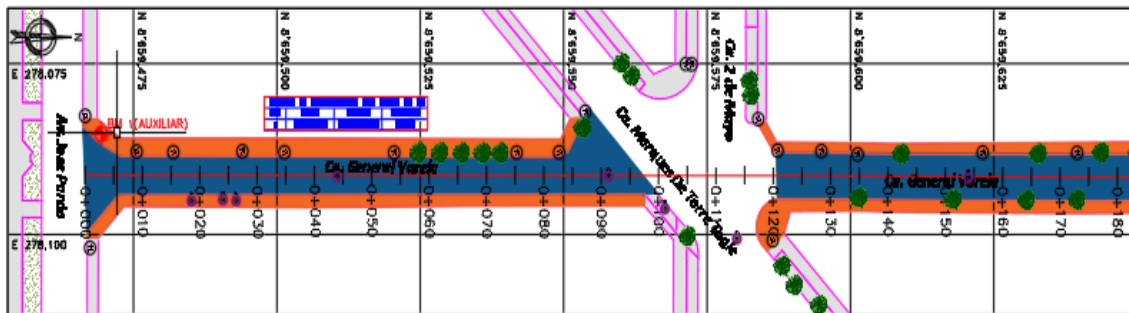 N 8'659,475
N 8'659,500
N 8'659,525
N 8'659,550
N 8'659,575
N 8'659,600
N 8'659,625
N
E 278.075
E 278.100
BM (AUXILIAR)
Av. Jose Pardo
Ca. General Varela
Ca. Marques De Torre Tagle
Ca. 2 de Mayo
Ca. General Varela
0+000
0+010
0+020
0+030
0+040
0+050
0+060
0+070
0+080
0+090
0+100
0+110
0+120
0+130
0+140
0+150
0+160
0+170
0+180